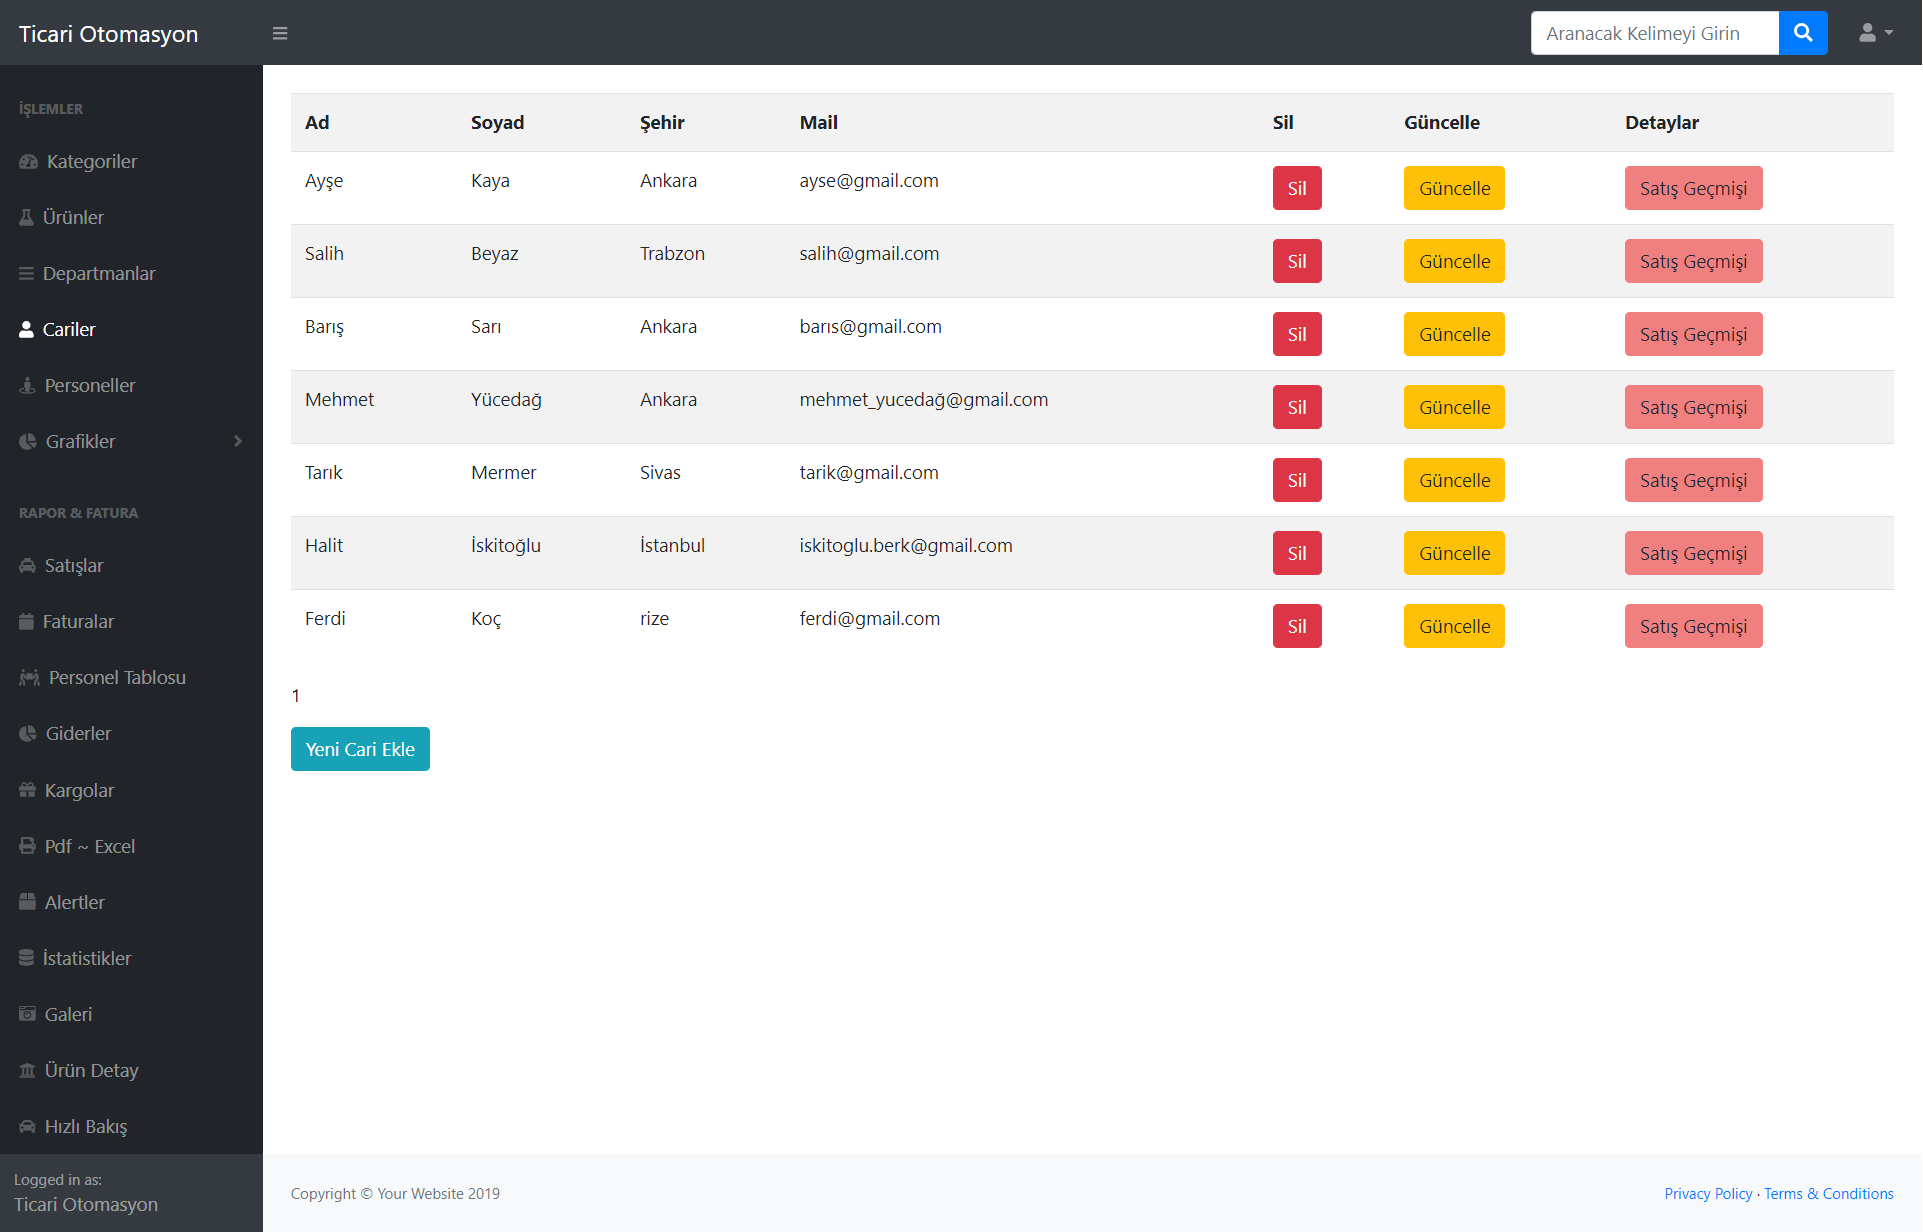 Ticari Otomasyon
Aranacak Kelimeyi Girin
İŞLEMLER
Kategoriler
Ürünler
Departmanlar
Cariler
Personeller
Grafikler
RAPOR & FATURA
Satışlar
Faturalar
Personel Tablosu
Giderler
Kargolar
Pdf ~ Excel
Alertler
İstatistikler
Galeri
Ürün Detay
Hızlı Bakış
Logged in as:
Ticari Otomasyon
Ad Soyad Şehir Mail Sil Güncelle Detaylar
Ayşe Kaya Ankara ayse@gmail.com Sil Güncelle Satış Geçmişi
Salih Beyaz Trabzon salih@gmail.com Sil Güncelle Satış Geçmişi
Barış Sarı Ankara barıs@gmail.com Sil Güncelle Satış Geçmişi
Mehmet Yücedağ Ankara mehmet_yucedağ@gmail.com Sil Güncelle Satış Geçmişi
Tarık Mermer Sivas tarik@gmail.com Sil Güncelle Satış Geçmişi
Halit İskitoğlu İstanbul iskitoglu.berk@gmail.com Sil Güncelle Satış Geçmişi
Ferdi Koç rize ferdi@gmail.com Sil Güncelle Satış Geçmişi
1
Yeni Cari Ekle
Copyright © Your Website 2019
Privacy Policy · Terms & Conditions